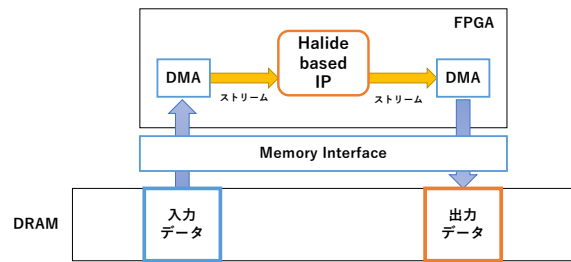 FPGA
Halide
based
IP
DMA
DMA
ストリーム
ストリーム
Memory Interface
DRAM
入力
データ
出力
データ